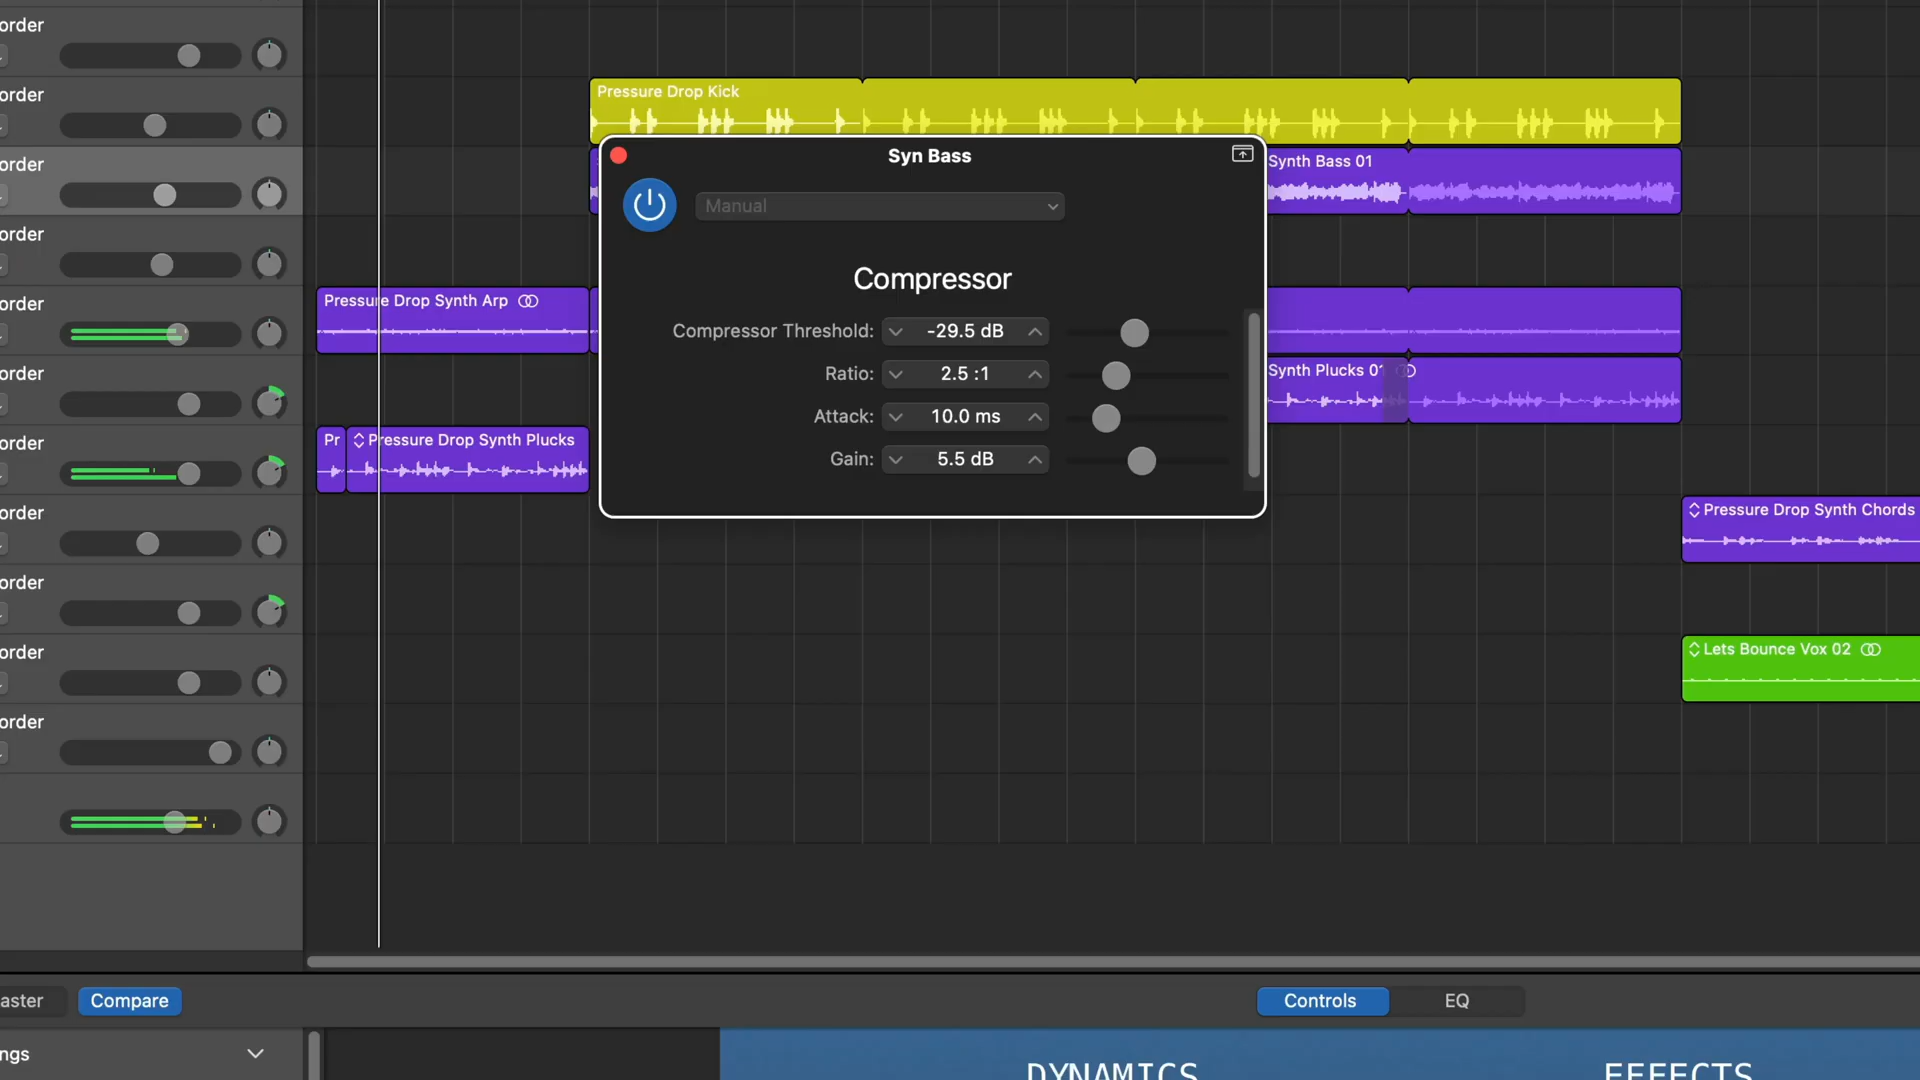 order
order
Pressure Drop Kick
Syn Bass
order
Synth Bass 01
Manual
order
Compressor
order
Pressure Drop Synth Arp
Compressor Threshold: -29.5 dB
order
Ratio: 2.5 :1
Synth Plucks 01
Attack: 10.0 ms
order
Pr
Pressure Drop Synth Plucks
Gain: 5.5 dB
order
Pressure Drop Synth Chords
order
order
Lets Bounce Vox 02
order
aster
Compare
Controls
EQ
ngs
DYNAMICS
EFFECTS